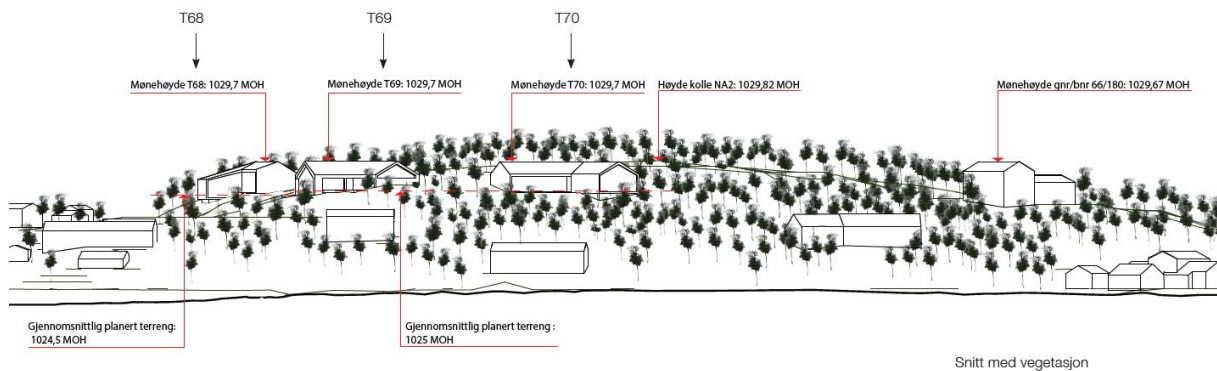 T68
T69
T70
Mønehøyde T68: 1029,7 MOH
Mønehøyde T69: 1029,7 MOH
Mønehøyde T70: 1029,7 MOH
Høyde kolle NA2: 1029,82 MOH
Mønehøyde gnr/bnr 66/180: 1029,67 MOH
Gjennomsnittlig planert terreng:
1024,5 MOH
Gjennomsnittlig planert terreng :
1025 MOH
Snitt med vegetasjon